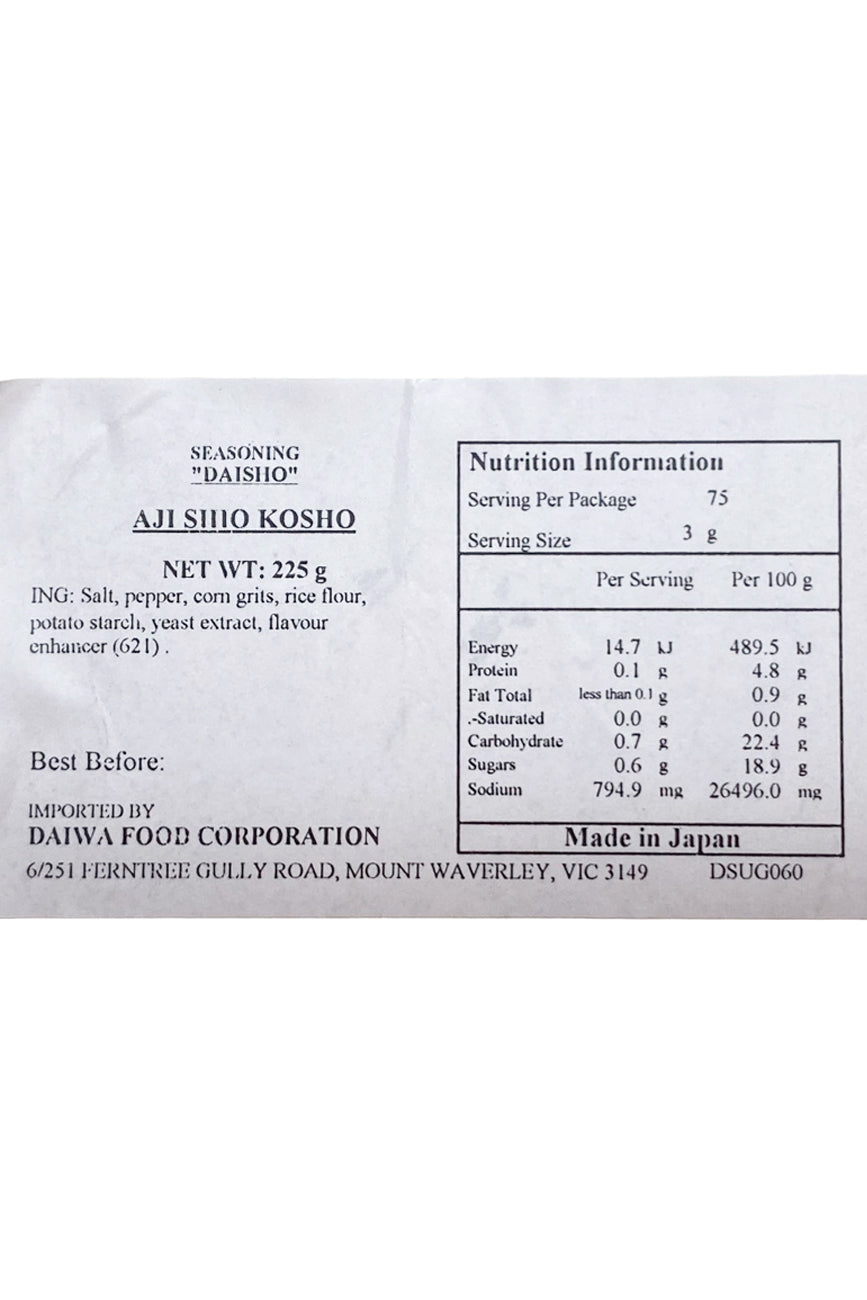 SEASONING
"DAISHO"
AJI SHIO KOSHO
NET WT: 225 g
ING: Salt, pepper, corn grits, rice flour,
potato starch, yeast extract, flavour
enhancer (621) .
Best Before:
IMPORTED BY
DAIWA FOOD CORPORATION
6/251 FERNTREE GULLY ROAD, MOUNT WAVERLEY, VIC 3149 DSUG060
Nutrition Information
Serving Per Package 75
Serving Size 3 g
Per Serving Per 100 g
Energy 14.7 kJ 489.5 kJ
Protein 0.1 g 4.8 g
Fat Total less than 0.1 g 0.9 g
.-Saturated 0.0 g 0.0 g
Carbohydrate 0.7 g 22.4 g
Sugars 0.6 g 18.9 g
Sodium 794.9 mg 26496.0 mg
Made in Japan